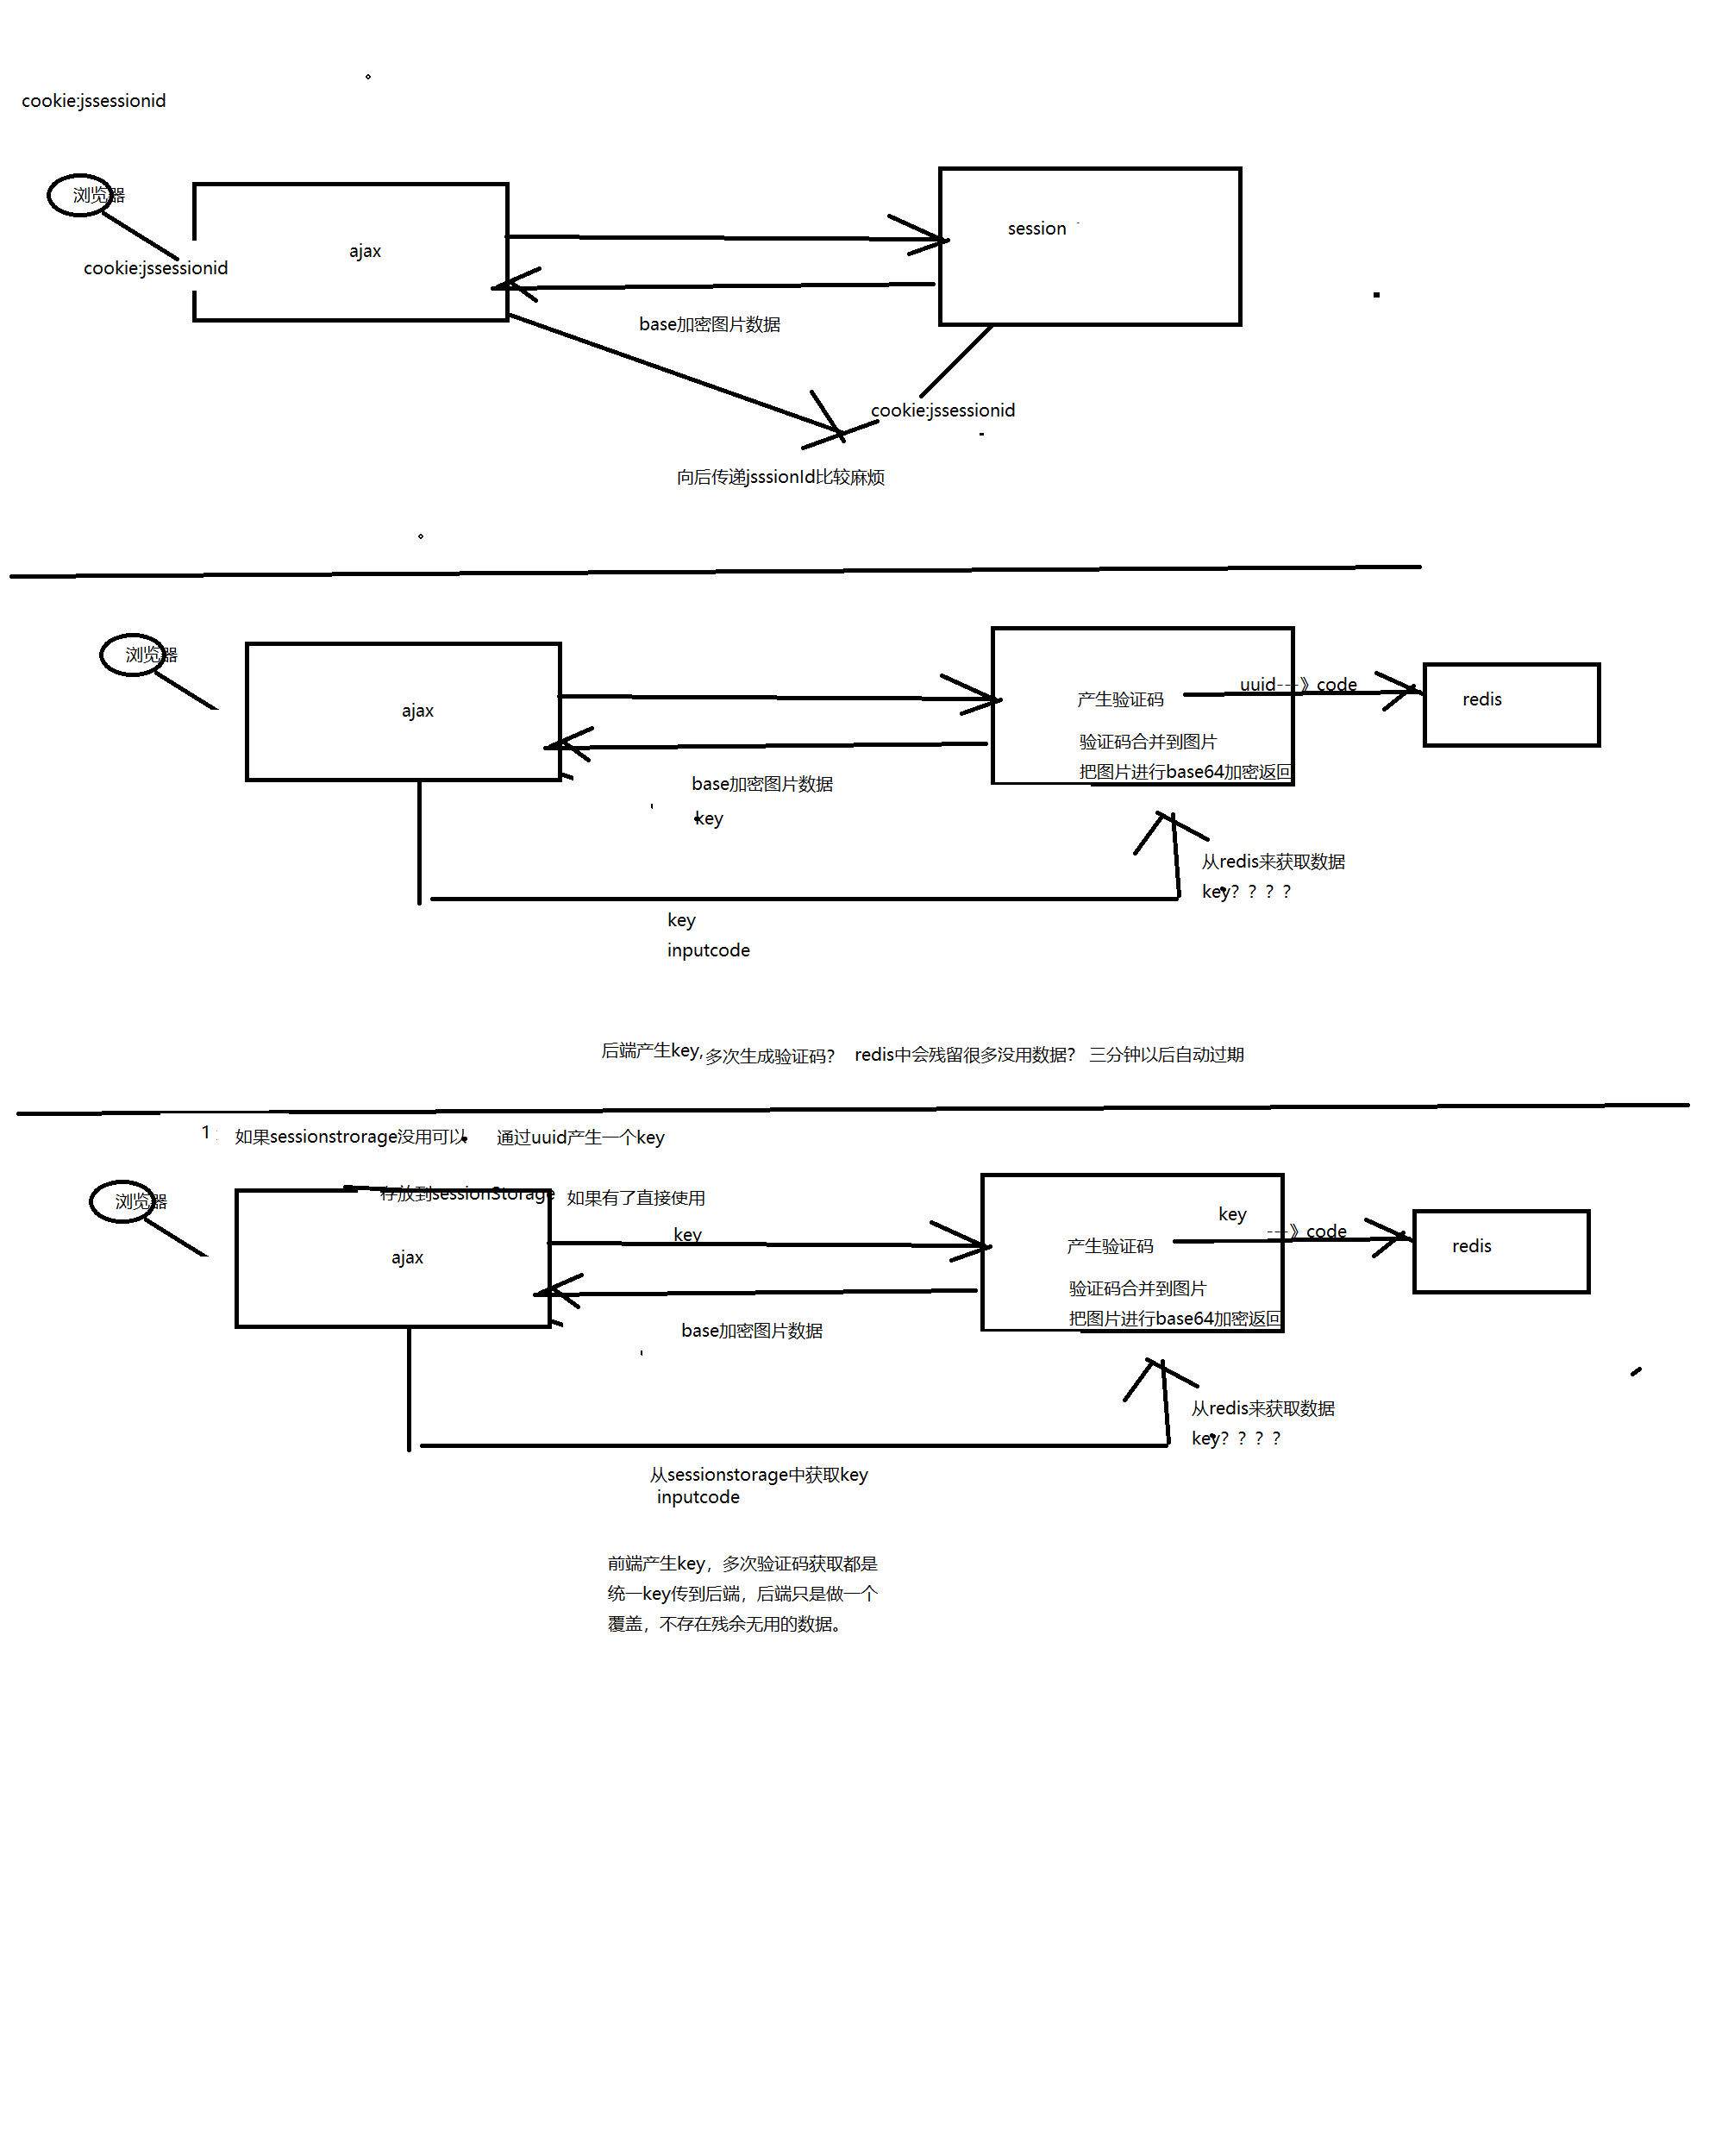 cookie:jssessionid
浏览器
cookie:jssessionid
ajax
session
base加密图片数据
cookie:jssessionid
向后传递jsssionId比较麻烦
浏览器
ajax
产生验证码
uuid---》code
redis
验证码合并到图片
把图片进行base64加密返回
base加密图片数据
key
从redis来获取数据
key？？？？
key
inputcode
后端产生key,多次生成验证码？ redis中会残留很多没用数据？ 三分钟以后自动过期
1: 如果sessionstrorage没用可以 通过uuid产生一个key
浏览器
存放到sessionStorage 如果有了直接使用
key
ajax
key
产生验证码
---》code
redis
验证码合并到图片
把图片进行base64加密返回
base加密图片数据
从redis来获取数据
key？？？？
从sessionstorage中获取key
inputcode
前端产生key，多次验证码获取都是
统一key传到后端，后端只是做一个
覆盖，不存在残余无用的数据。